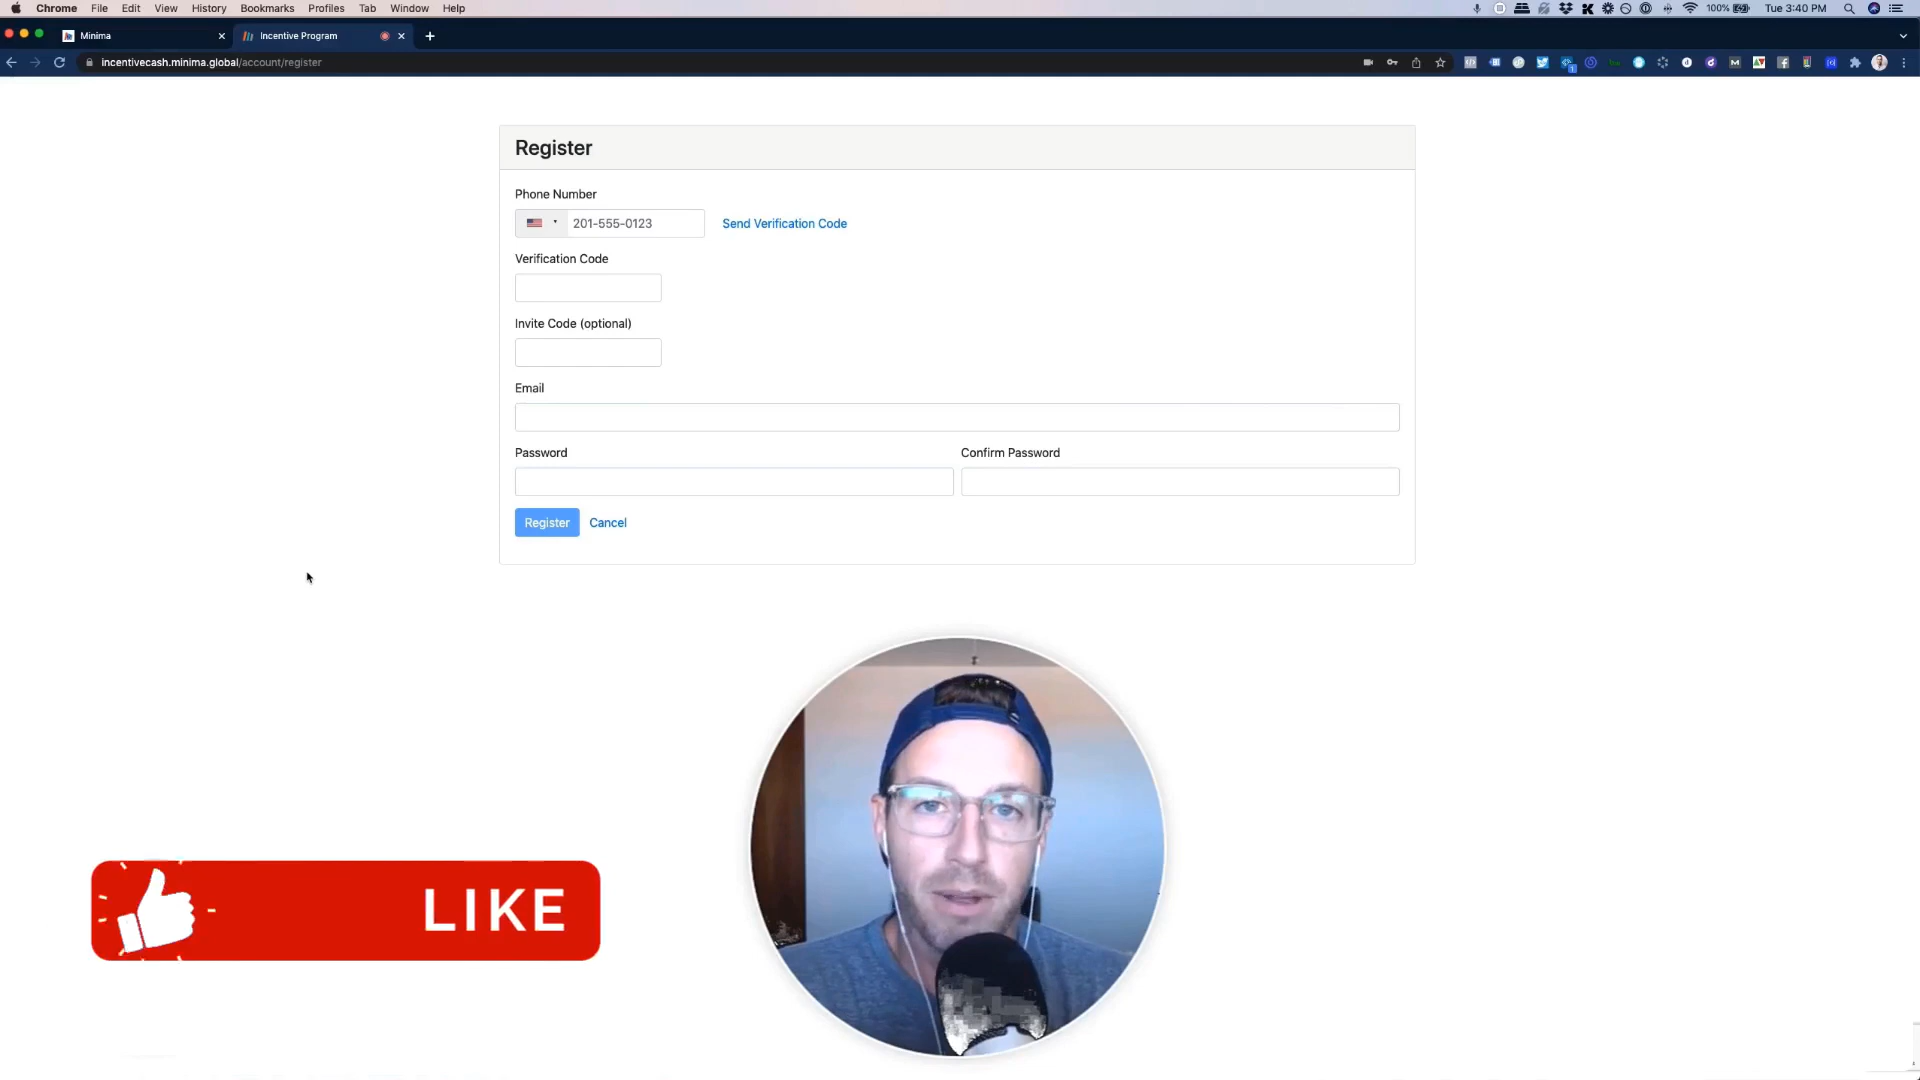 Chrome File Edit View History Bookmarks Profiles Tab Window Help 100% Tue 3:40 PM
Minima Incentive Program
incentivecash.minima.global/account/register
Register
Phone Number
201-555-0123 Send Verification Code
Verification Code
Invite Code (optional)
Email
Password Confirm Password
Register Cancel
LIKE